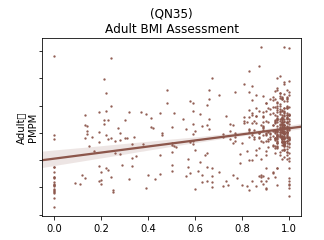 (QN35)
Adult BMI Assessment
Adult
PMPM
0.0 0.2 0.4 0.6 0.8 1.0